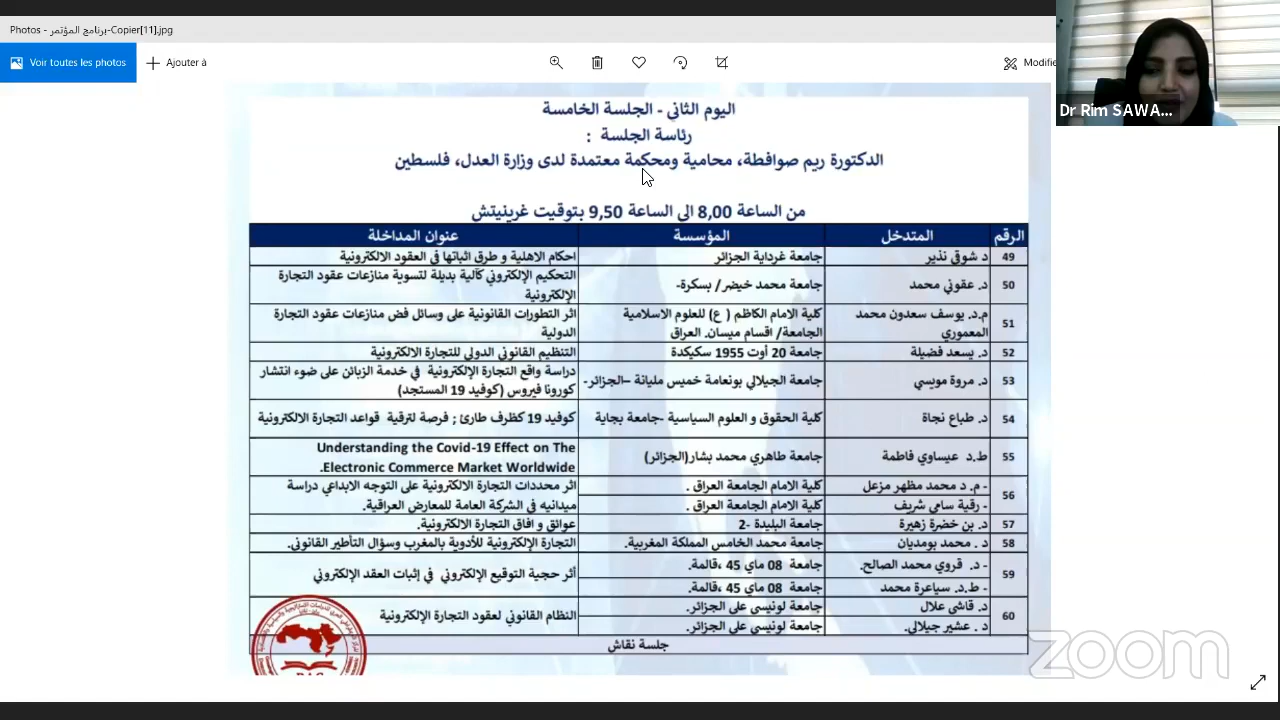 Photos - برنامج المؤتمر-Copier[11].jpg
Voir toutes les photos
Ajouter à
Modifie
Dr Rim SAWA...
اليوم الثاني - الجلسة الخامسة
رئاسة الجلسة :
الدكتورة ريم صوافطة، محامية ومحكمة معتمدة لدى وزارة العدل، فلسطين
من الساعة 8,00 الى الساعة 9,50 بتوقيت غرينيتش
الرقم المتدخل المؤسسة عنوان المداخلة
49 د شوقي نذير جامعة غرداية الجزائر احكام الاهلية و طرق اثباتها في العقود الالكترونية
50 د. عقوني محمد جامعة محمد خيضر/ بسكرة- التحكيم الإلكتروني كآلية بديلة لتسوية منازعات عقود التجارة
الإلكترونية
51 م.د. يوسف سعدون محمد كلية الامام الكاظم ( ع) للعلوم الاسلامية اثر التطورات القانونية على وسائل فض منازعات عقود التجارة
المعموري الجامعة/ اقسام ميسان. العراق الدولية
52 د. يسعد فضيلة جامعة 20 أوت 1955 سكيكدة التنظيم القانوني الدولي للتجارة الالكترونية
53 د. مروة مويسي جامعة الجيلالي بونعامة خميس مليانة –الجزائر- دراسة واقع التجارة الإلكترونية في خدمة الزبائن على ضوء انتشار
كورونا فيروس (كوفيد 19 المستجد)
54 د. طباع نجاة كلية الحقوق و العلوم السياسية -جامعة بجاية كوفيد 19 كظرف طارئ ; فرصة لترقية قواعد التجارة الالكترونية
55 ط.د عيساوي فاطمة جامعة طاهري محمد بشار(الجزائر) Understanding the Covid-19 Effect on The
Electronic Commerce Market Worldwide.
56 - م. د محمد مظهر مزعل كلية الامام الجامعة العراق . اثر محددات التجارة الالكترونية على التوجه الابداعي دراسة
- رقية سامي شريف كلية الامام الجامعة العراق . ميدانيه في الشركة العامة للمعارض العراقية.
57 د. بن خضرة زهيرة جامعة البليدة -2 عوائق و افاق التجارة الالكترونية.
58 د . محمد بومديان جامعة محمد الخامس المملكة المغربية. التجارة الإلكترونية للأدوية بالمغرب وسؤال التأطير القانوني.
59 - د. قروي محمد الصالح. جامعة 08 ماي 45 ،قالمة. أثر حجية التوقيع الإلكتروني في إثبات العقد الإلكتروني
- ط.د. سياعرة محمد جامعة 08 ماي 45 ،قالمة.
60 د. قاشي علال جامعة لونيسي على الجزائر. النظام القانوني لعقود التجارة الإلكترونية
د . عشير جيلالي. جامعة لونيسي على الجزائر.
جلسة نقاش
zoom